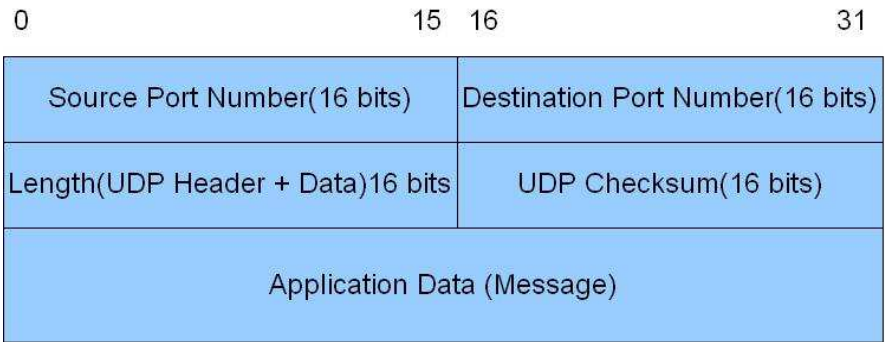 0 15 16 31
Source Port Number(16 bits) Destination Port Number(16 bits)
Length(UDP Header + Data)16 bits UDP Checksum(16 bits)
Application Data (Message)